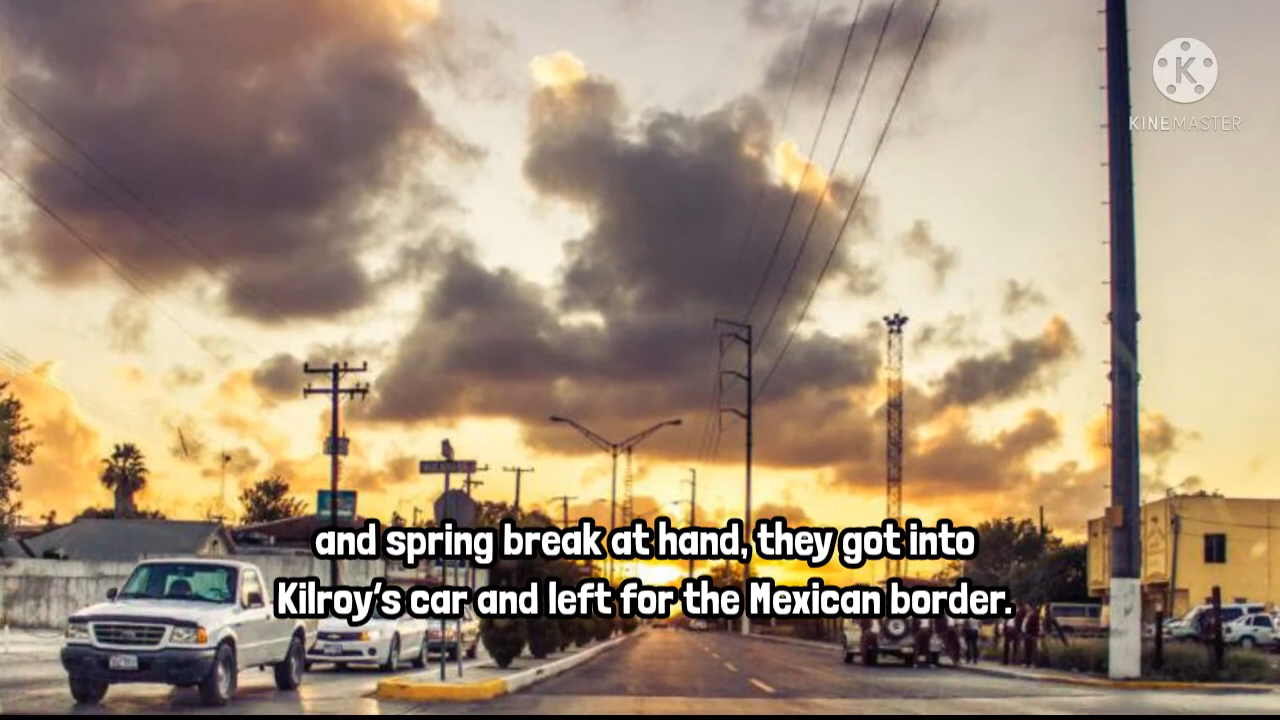 K
KINEMASTER
and spring break at hand, they got into
Kilroy's car and left for the Mexican border.